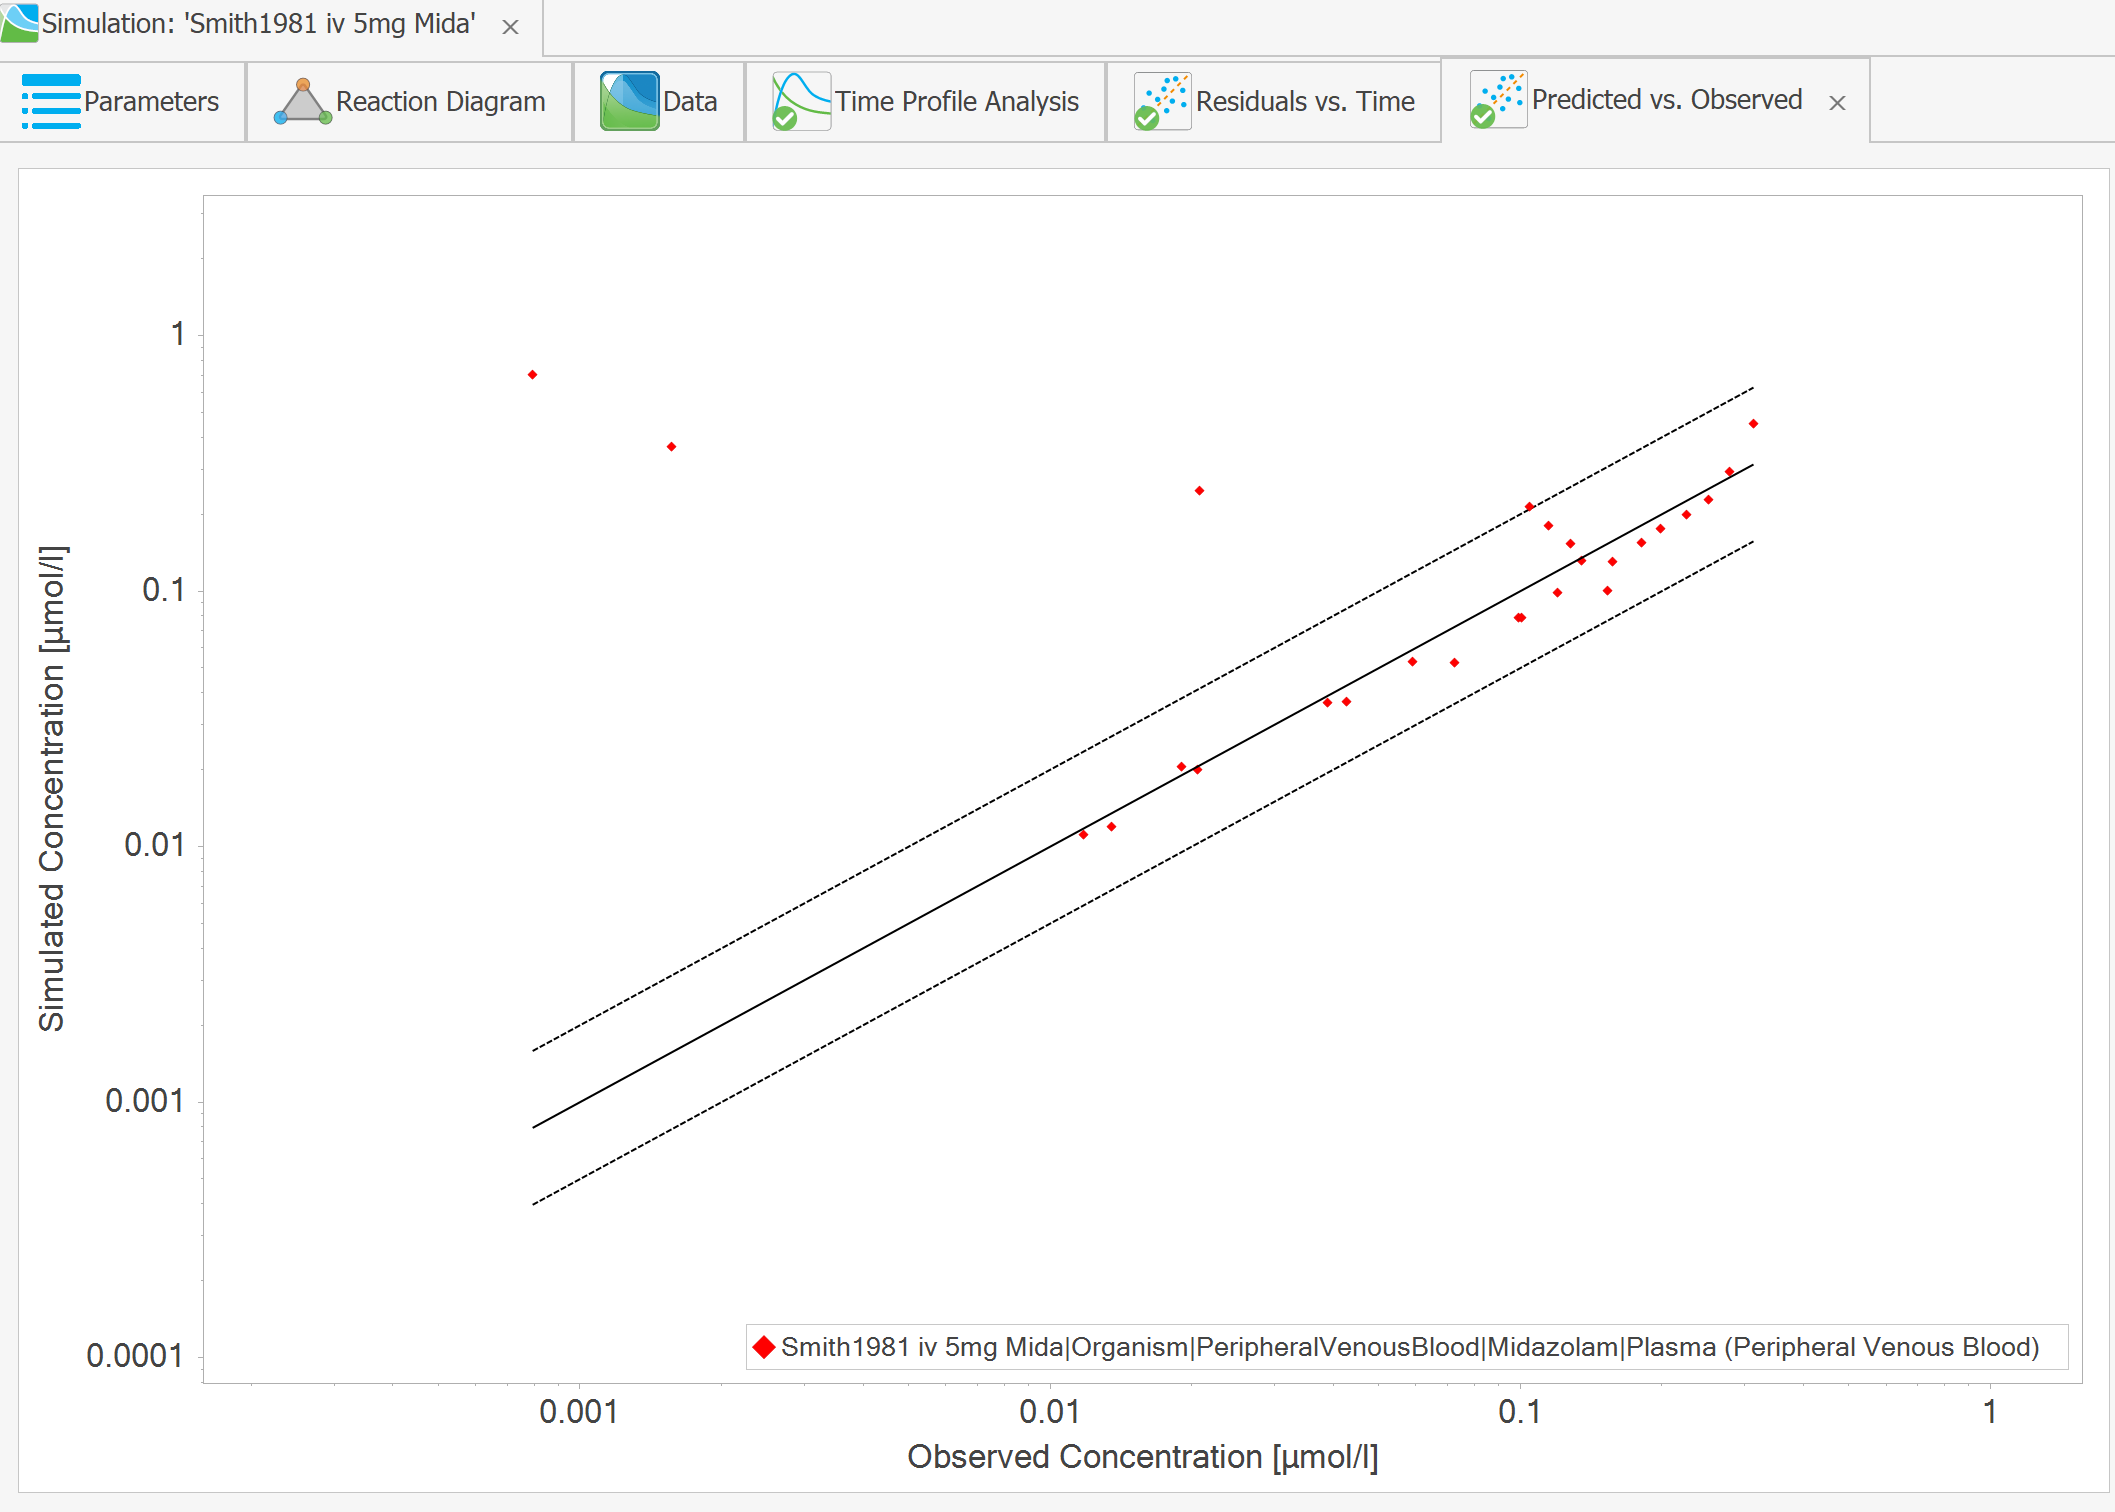 Simulation: 'Smith1981 iv 5mg Mida'
Parameters
Reaction Diagram
Data
Time Profile Analysis
Residuals vs. Time
Predicted vs. Observed
Simulated Concentration [µmol/l]
1
0.1
0.01
0.001
0.0001
Smith1981 iv 5mg Mida|Organism|PeripheralVenousBlood|Midazolam|Plasma (Peripheral Venous Blood)
0.001
0.01
0.1
1
Observed Concentration [µmol/l]